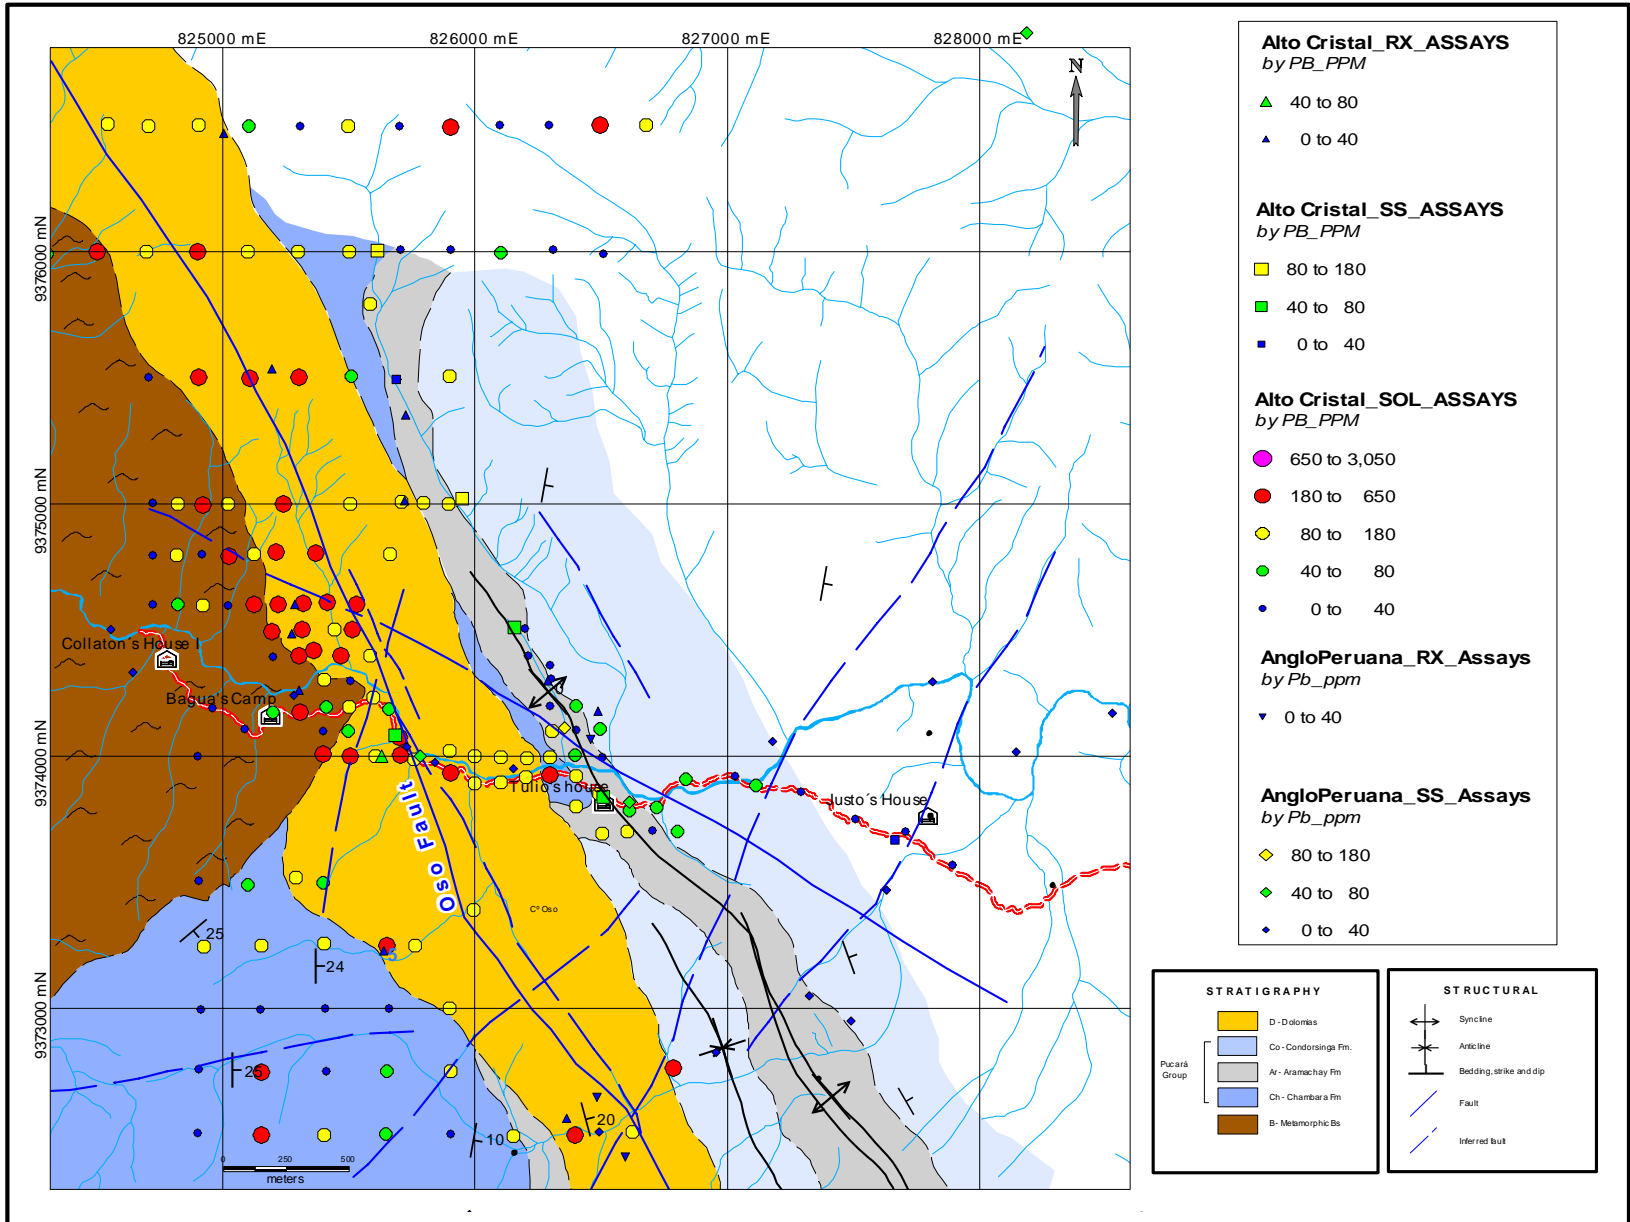 825000 mE
826000 mE
827000 mE
828000 mE
N
9376000 mN
9375000 mN
9374000 mN
9373000 mN
Collaton´s House I
Bagua's Camp
Tulio's house
Justo´s House
Oso Fault
Cº Oso
25
24
25
20
10
0 250 500
meters
Alto Cristal_RX_ASSAYS
by PB_PPM
40 to 80
0 to 40
Alto Cristal_SS_ASSAYS
by PB_PPM
80 to 180
40 to 80
0 to 40
Alto Cristal_SOL_ASSAYS
by PB_PPM
650 to 3,050
180 to 650
80 to 180
40 to 80
0 to 40
AngloPeruana_RX_Assays
by Pb_ppm
0 to 40
AngloPeruana_SS_Assays
by Pb_ppm
80 to 180
40 to 80
0 to 40
STRATIGRAPHY
D - Dolomias
Co - Condorsinga Fm.
Pucará
Group
Ar - Aramachay Fm
Ch - Chambara Fm
B - Metamorphic Bs
STRUCTURAL
Syncline
Anticline
Bedding, strike and dip
Fault
Inferred fault